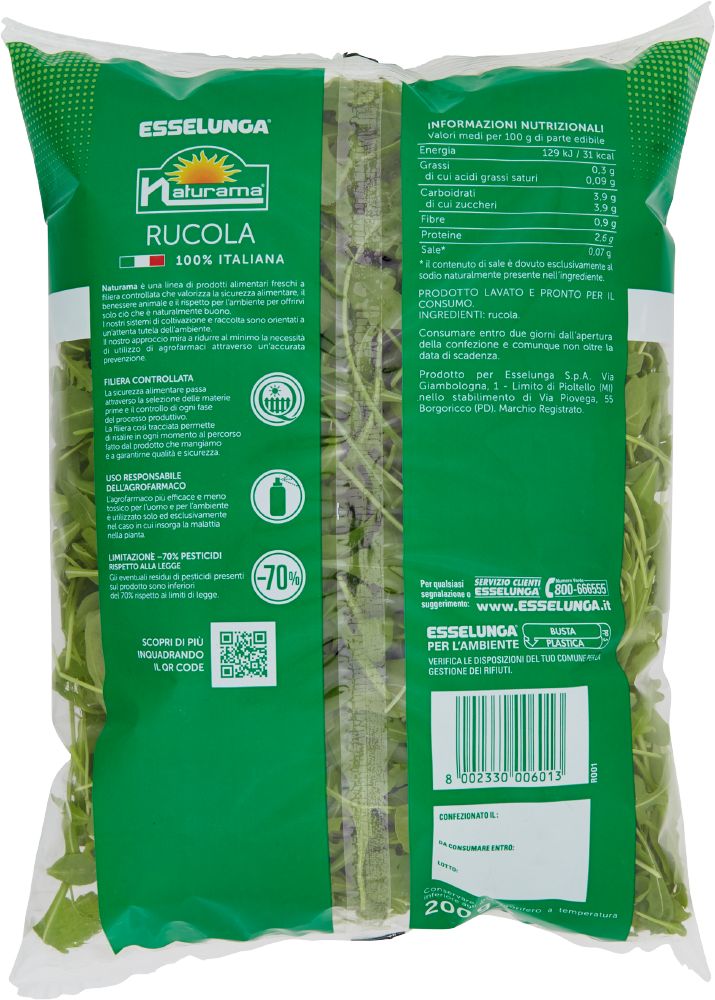 ESSELUNGA®
Naturama®
RUCOLA
100% ITALIANA
Naturama è una linea di prodotti alimentari freschi a
filiera controllata che valorizza la sicurezza alimentare, il
benessere animale e il rispetto per l'ambiente per offrirvi
solo ciò che è naturalmente buono.
I nostri sistemi di coltivazione e raccolta sono orientati a
un'attenta tutela dell'ambiente.
Il nostro approccio mira a ridurre al minimo la necessità
di utilizzo di agrofarmaci attraverso un'accurata
prevenzione.
FILIERA CONTROLLATA
La sicurezza alimentare passa
attraverso la selezione delle materie
prime e il controllo di ogni fase
del processo produttivo.
La filiera così tracciata permette
di risalire in ogni momento al percorso
fatto dal prodotto che mangiamo
e a garantirne qualità e sicurezza.
USO RESPONSABILE
DELL'AGROFARMACO
L'agrofarmaco più efficace e meno
tossico per l'uomo e per l'ambiente
è utilizzato solo ed esclusivamente
nel caso in cui insorga la malattia
nella pianta.
LIMITAZIONE –70% PESTICIDI
RISPETTO ALLA LEGGE
Gli eventuali residui di pesticidi presenti
sul prodotto sono inferiori
del 70% rispetto ai limiti di legge.
–70%
SCOPRI DI PIÙ
INQUADRANDO
IL QR CODE
INFORMAZIONI NUTRIZIONALI
Valori medi per 100 g di parte edibile
Energia 129 kJ / 31 kcal
Grassi 0,3 g
di cui acidi grassi saturi 0,09 g
Carboidrati 3,9 g
di cui zuccheri 3,9 g
Fibre 0,9 g
Proteine 2,6 g
Sale* 0,07 g
* il contenuto di sale è dovuto esclusivamente al
sodio naturalmente presente nell'ingrediente.
PRODOTTO LAVATO E PRONTO PER IL
CONSUMO.
INGREDIENTI: rucola.
Consumare entro due giorni dall'apertura
della confezione e comunque non oltre la
data di scadenza.
Prodotto per Esselunga S.p.A. Via
Giambologna, 1 - Limito di Pioltello (MI)
nello stabilimento di Via Piovega, 55
Borgoricco (PD). Marchio Registrato.
Per qualsiasi
segnalazione o
suggerimento:
SERVIZIO CLIENTI
ESSELUNGA®
Numero Verde
800-666555
www.ESSELUNGA.it
ESSELUNGA®
PER L'AMBIENTE
BUSTA
PLASTICA
PP 5
VERIFICA LE DISPOSIZIONI DEL TUO COMUNE PER LA
GESTIONE DEI RIFIUTI.
8 002330 006013
R001
CONFEZIONATO IL:
DA CONSUMARE ENTRO:
LOTTO:
Conservare
a temperatura
200 g